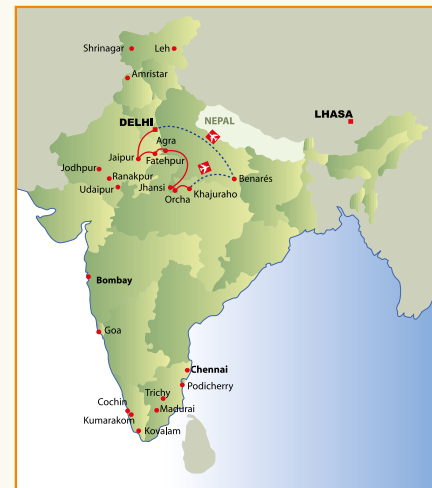 Shrinagar
Leh
Amristar
DELHI
NEPAL
LHASA
Agra
Jaipur
Fatehpur
Jodhpur
Ranakpur
Udaipur
Jhansi
Orcha
Khajuraho
Benarés
Bombay
Goa
Chennai
Podicherry
Trichy
Cochin
Madurai
Kumarakom
Kovalam